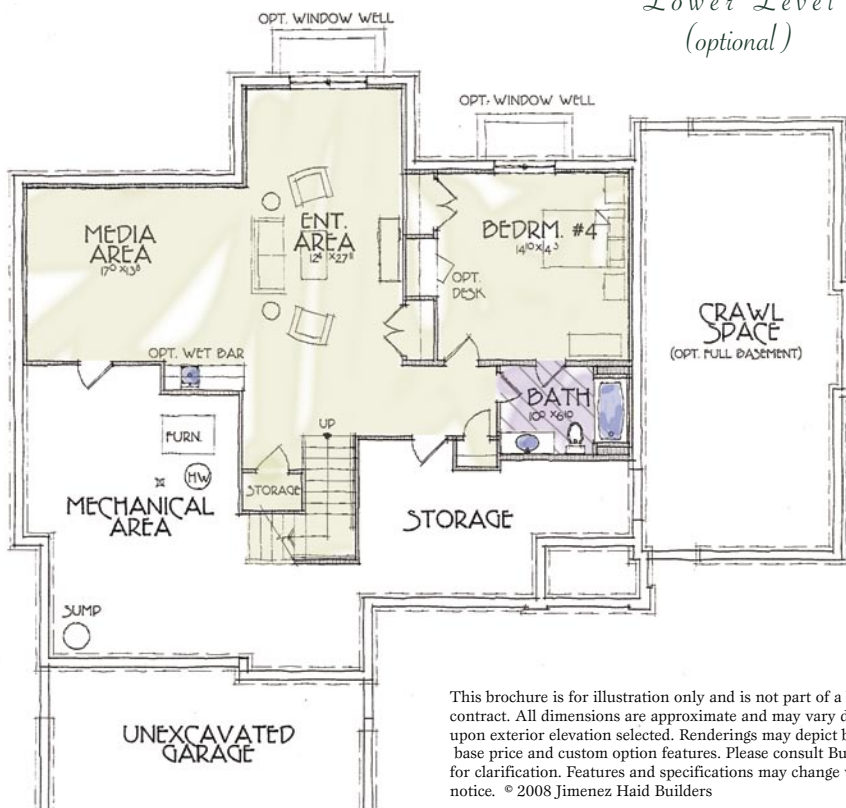 Lower Level
(optional)
OPT. WINDOW WELL
OPT. WINDOW WELL
MEDIA
AREA
17⁰ X13⁸
ENT.
AREA
BEDRM. #4
14¹⁰ X 4³
OPT.
DESK
CRAWL
SPACE
(OPT. FULL BASEMENT)
OPT. WET BAR
BATH
10⁰ X6¹⁰
FURN.
UP
HW
STORAGE
MECHANICAL
AREA
STORAGE
SUMP
UNEXCAVATED
GARAGE
This brochure is for illustration only and is not part of a
contract. All dimensions are approximate and may vary
upon exterior elevation selected. Renderings may depict
base price and custom option features. Please consult
for clarification. Features and specifications may change
notice. © 2008 Jimenez Haid Builders